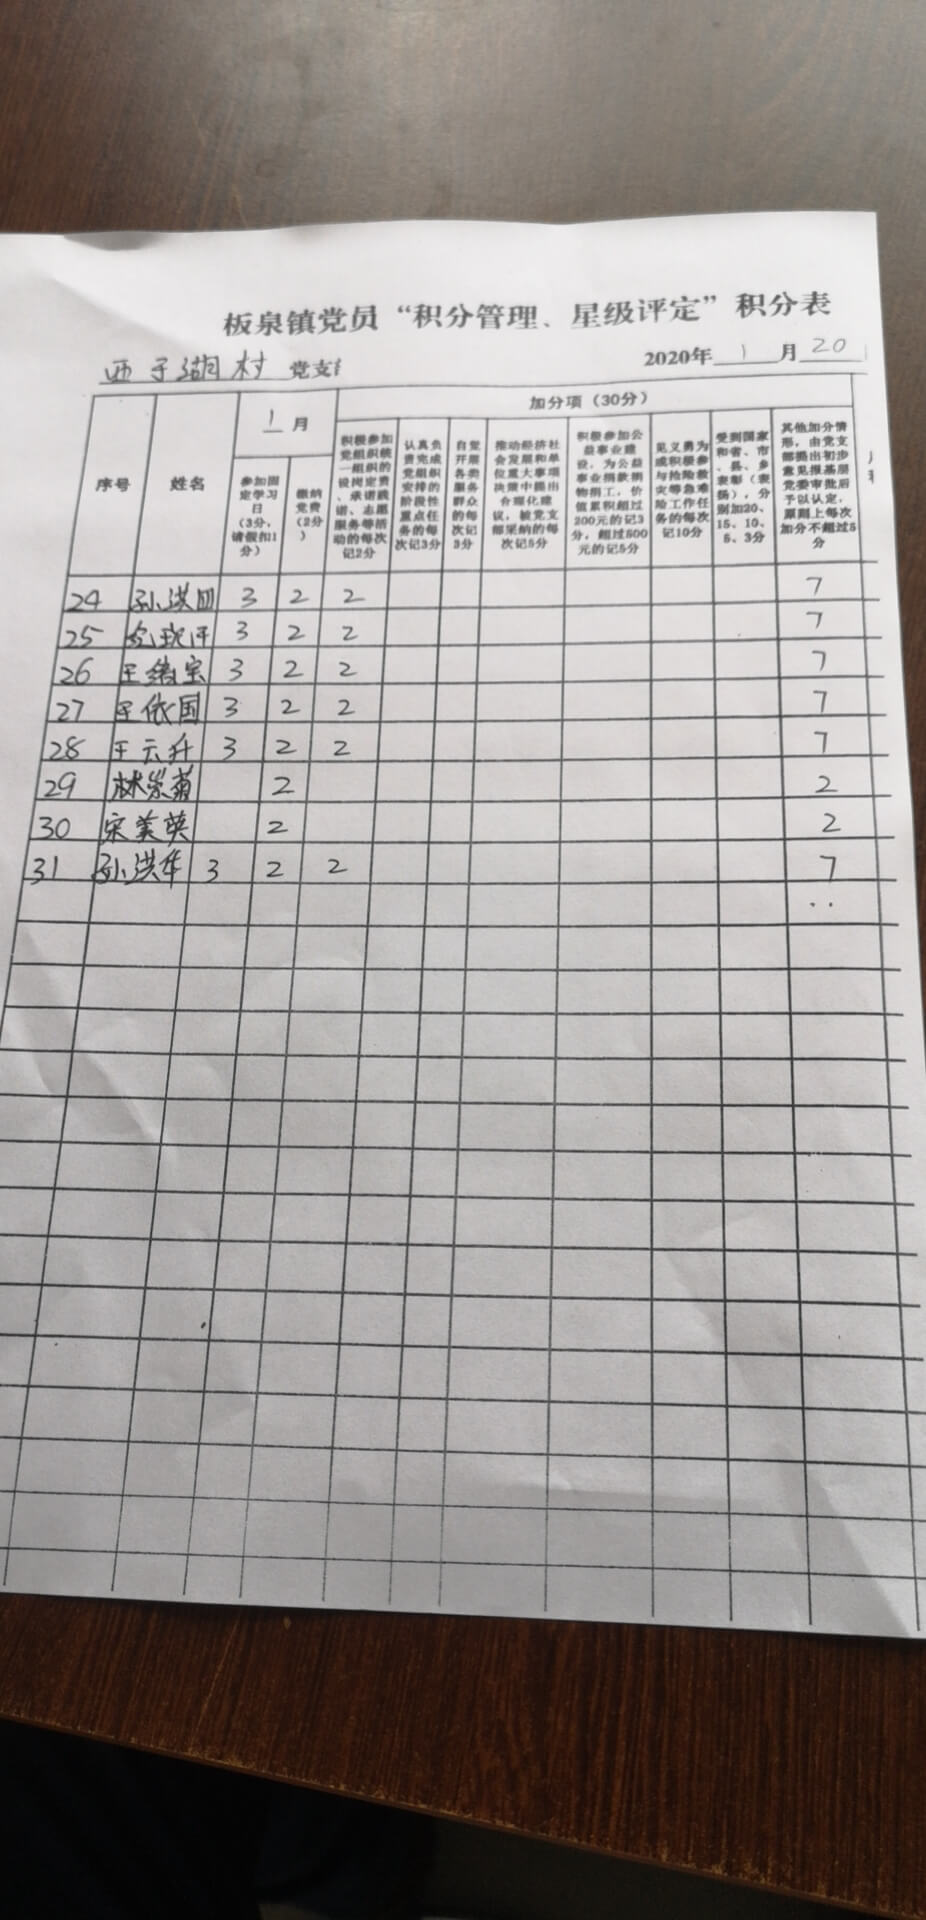 板泉镇党员“积分管理、星级评定”积分表
西子湖村 党支 2020年 1 月 20
序号 姓名 1 月 加分项（30分）
参加固定学习日（3分，请假扣1分）
缴纳党费（2分）
积极参加党组织统一组织的设岗定责、承诺践诺、志愿服务等活动的每次记2分
认真负责完成党组织安排的阶段性重点任务的每次记3分
自觉开展各类服务群众的每次记3分
推动经济社会发展和单位重大事项决策中提出合理化建议，被党支部采纳的每次记5分
积极参加公益事业建设，为公益事业捐款捐物捐工，价值累积超过200元的记3分，超过500元的记5分
见义勇为或积极参与抢险救灾等急难险工作任务的每次记10分
受到国家和省、市、县、乡表彰（表扬），分别加20、15、10、5、3分
其他加分情形，由党支部提出初步意见报基层党委审批后予以认定，原则上每次加分不超过5分
24 孙洪田 3 2 2 7
25 3 2 2 7
26 王绪宝 3 2 2 7
27 王依国 3 2 2 7
28 王云升 3 2 2 7
29 林崇菊 2 2
30 宋美英 2 2
31 孙洪华 3 2 2 7